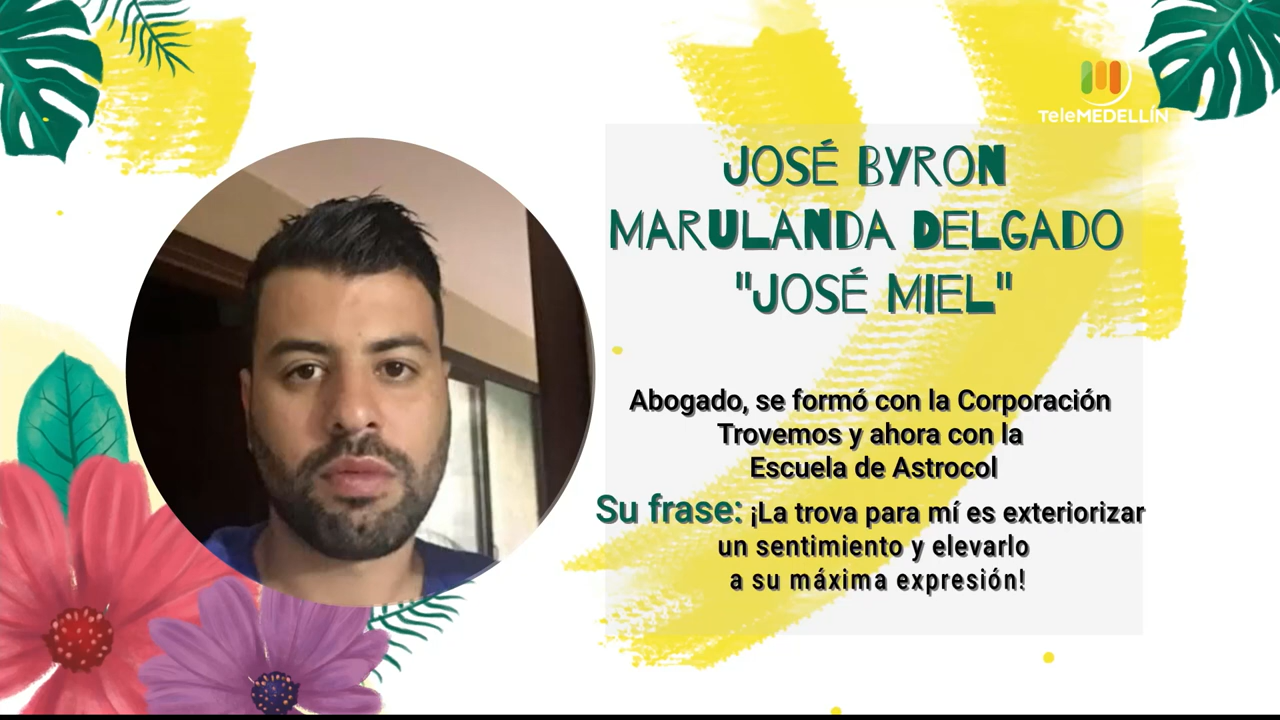 TeleMEDELLÍN
JOSÉ BYRON
MARULANDA DELGADO
"JOSÉ MIEL"
Abogado, se formó con la Corporación
Trovemos y ahora con la
Escuela de Astrocol
Su frase: ¡La trova para mí es exteriorizar
un sentimiento y elevarlo
a su máxima expresión!